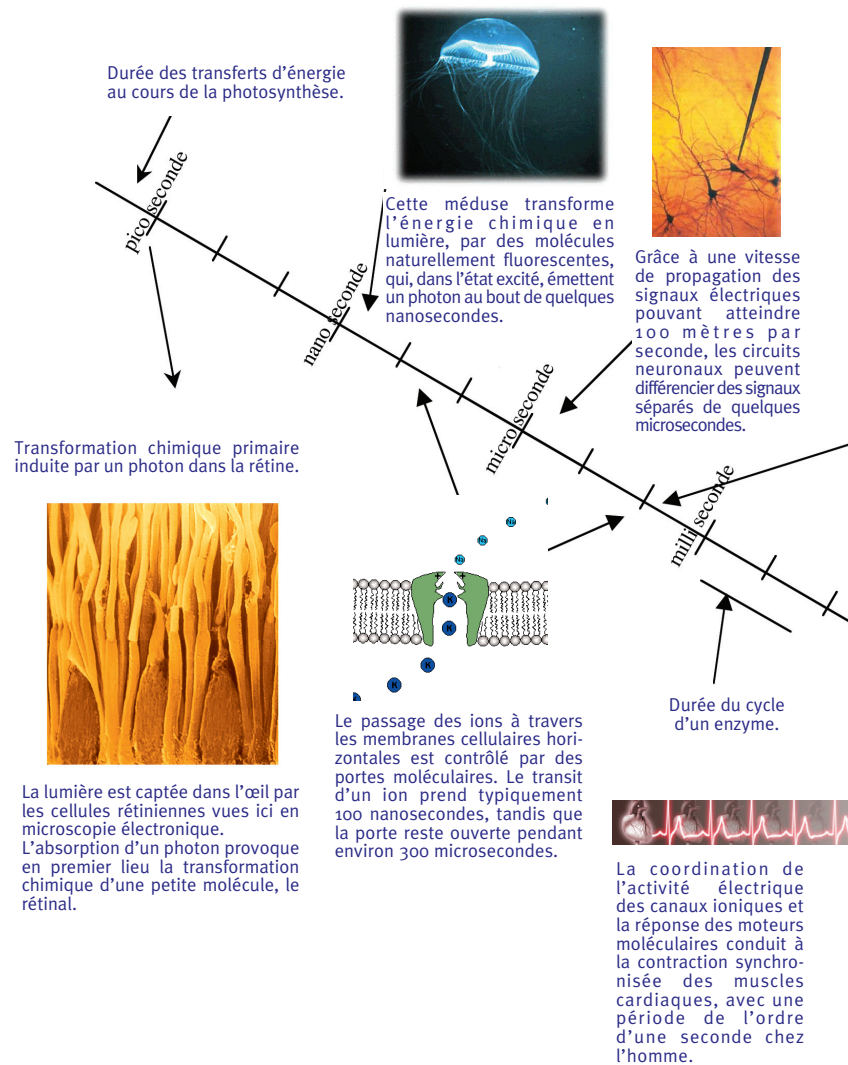 Durée des transferts d’énergie
au cours de la photosynthèse.
pico seconde
nano seconde
micro seconde
milli seconde
Cette méduse transforme
l’énergie chimique en
lumière, par des molécules
naturellement fluorescentes,
qui, dans l’état excité, émettent
un photon au bout de quelques
nanosecondes.
Grâce à une vitesse
de propagation des
signaux électriques
pouvant atteindre
100 mètres par
seconde, les circuits
neuronaux peuvent
différencier des signaux
séparés de quelques
microsecondes.
Transformation chimique primaire
induite par un photon dans la rétine.
Na
Na
Na
+
+
K
K
K
K
La lumière est captée dans l’œil par
les cellules rétiniennes vues ici en
microscopie électronique.
L’absorption d’un photon provoque
en premier lieu la transformation
chimique d’une petite molécule, le
rétinal.
Le passage des ions à travers
les membranes cellulaires hori-
zontales est contrôlé par des
portes moléculaires. Le transit
d’un ion prend typiquement
100 nanosecondes, tandis que
la porte reste ouverte pendant
environ 300 microsecondes.
Durée du cycle
d’un enzyme.
La coordination de
l’activité électrique
des canaux ioniques et
la réponse des moteurs
moléculaires conduit à
la contraction synchro-
nisée des muscles
cardiaques, avec une
période de l’ordre
d’une seconde chez
l’homme.